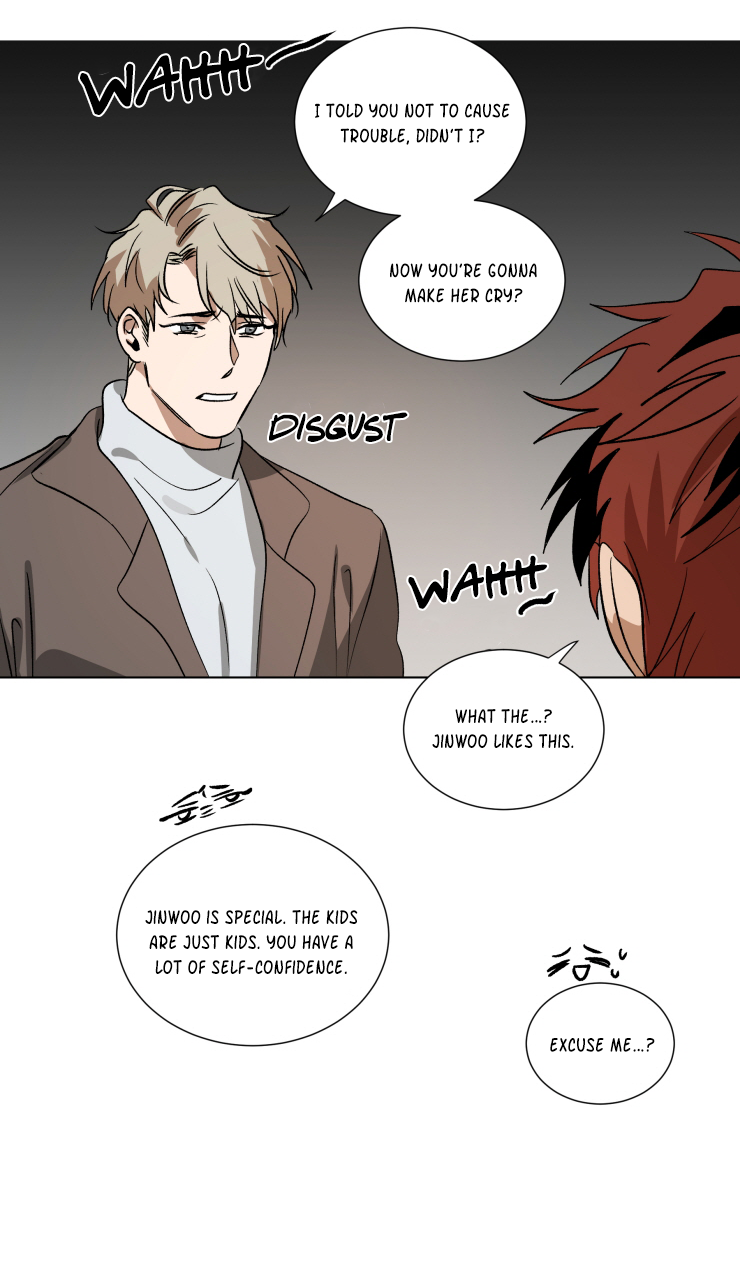 WAHH~
I TOLD YOU NOT TO CAUSE
TROUBLE, DIDN'T I?
NOW YOU'RE GONNA
MAKE HER CRY?
DISGUST
WAHH~
WHAT THE...?
JINWOO LIKES THIS.
JINWOO IS SPECIAL. THE KIDS
ARE JUST KIDS. YOU HAVE A
LOT OF SELF-CONFIDENCE.
EXCUSE ME...?